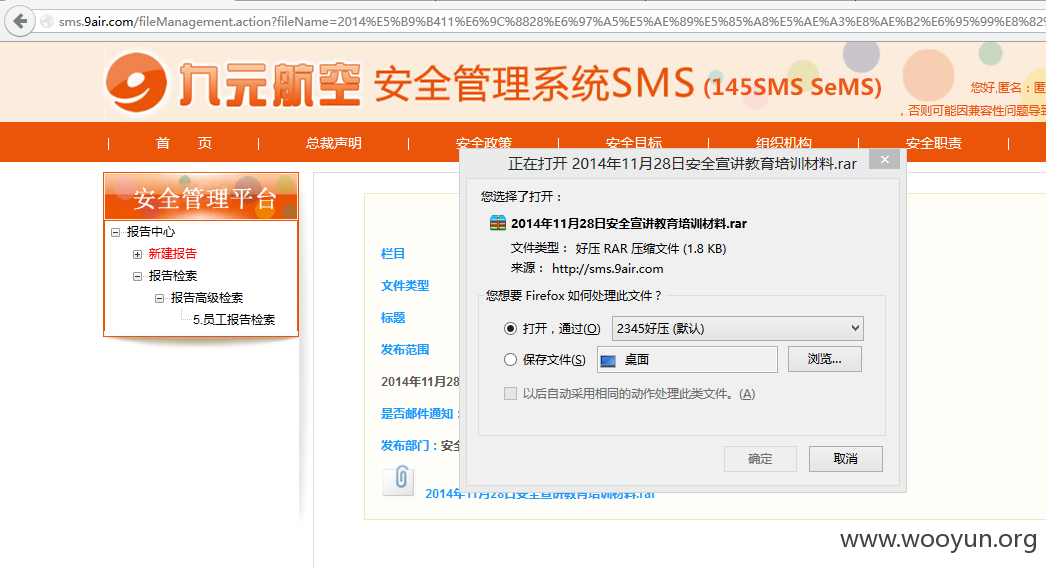 sms.9air.com/fileManagement.action?fileName=2014%E5%B9%B411%E6%9C%8828%E6%97%A5%E5%AE%89%E5%85%A8%E5%AE%A3%E8%AE%B2%E6%95%99%E8%82%
九元航空 安全管理系统SMS (145SMS SeMS)
您好,匿名：匿
，否则可能因兼容性问题导致
首 页
总裁声明
安全政策
安全目标
组织机构
安全职责
安全管理平台
报告中心
新建报告
报告检索
报告高级检索
5.员工报告检索
栏目
文件类型
标题
发布范围
2014年11月28
是否邮件通知：
发布部门：安全
2014年11月28日安全宣讲教育培训材料.rar
正在打开 2014年11月28日安全宣讲教育培训材料.rar
您选择了打开：
2014年11月28日安全宣讲教育培训材料.rar
文件类型： 好压 RAR 压缩文件 (1.8 KB)
来源： http://sms.9air.com
您想要 Firefox 如何处理此文件？
打开，通过(O) 2345好压 (默认)
保存文件(S) 桌面 浏览...
以后自动采用相同的动作处理此类文件。(A)
确定 取消
www.wooyun.org